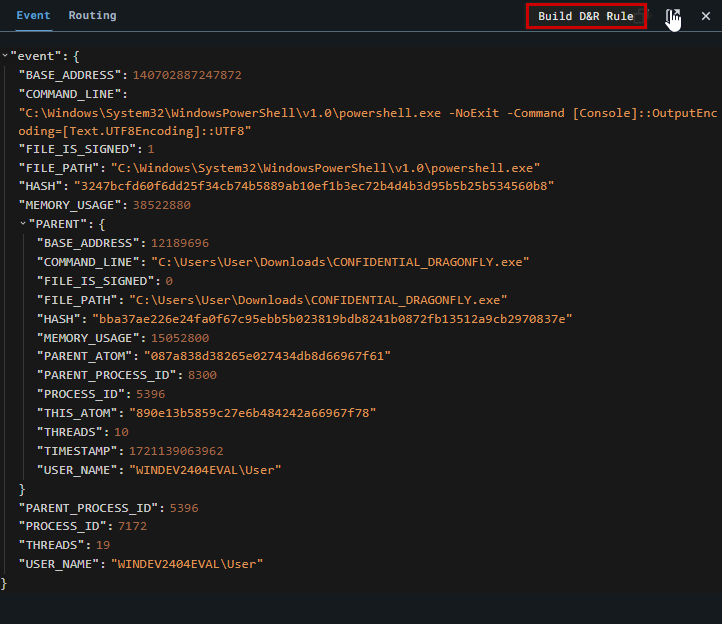 Event Routing Build D&R Rule
"event": {
"BASE_ADDRESS": 140702887247872
"COMMAND_LINE":
"C:\Windows\System32\WindowsPowerShell\v1.0\powershell.exe -NoExit -Command [Console]::OutputEnc
oding=[Text.UTF8Encoding]::UTF8"
"FILE_IS_SIGNED": 1
"FILE_PATH": "C:\Windows\System32\WindowsPowerShell\v1.0\powershell.exe"
"HASH": "3247bcfd60f6dd25f34cb74b5889ab10ef1b3ec72b4d4b3d95b5b25b534560b8"
"MEMORY_USAGE": 38522880
"PARENT": {
"BASE_ADDRESS": 12189696
"COMMAND_LINE": "C:\Users\User\Downloads\CONFIDENTIAL_DRAGONFLY.exe"
"FILE_IS_SIGNED": 0
"FILE_PATH": "C:\Users\User\Downloads\CONFIDENTIAL_DRAGONFLY.exe"
"HASH": "bba37ae226e24fa0f67c95ebb5b023819bdb8241b0872fb13512a9cb2970837e"
"MEMORY_USAGE": 15052800
"PARENT_ATOM": "087a838d38265e027434db8d66967f61"
"PARENT_PROCESS_ID": 8300
"PROCESS_ID": 5396
"THIS_ATOM": "890e13b5859c27e6b484242a66967f78"
"THREADS": 10
"TIMESTAMP": 1721139063962
"USER_NAME": "WINDEV2404EVAL\User"
}
"PARENT_PROCESS_ID": 5396
"PROCESS_ID": 7172
"THREADS": 19
"USER_NAME": "WINDEV2404EVAL\User"
}